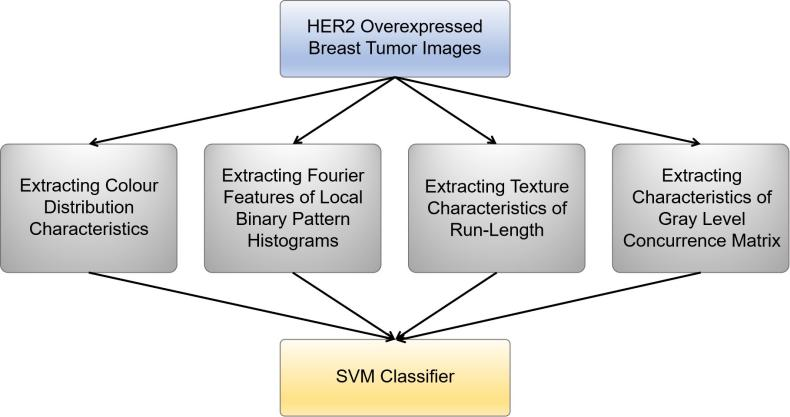 HER2 Overexpressed
Breast Tumor Images
Extracting Colour
Distribution
Characteristics
Extracting Fourier
Features of Local
Binary Pattern
Histograms
Extracting Texture
Characteristics of
Run-Length
Extracting
Characteristics of
Gray Level
Concurrence Matrix
SVM Classifier